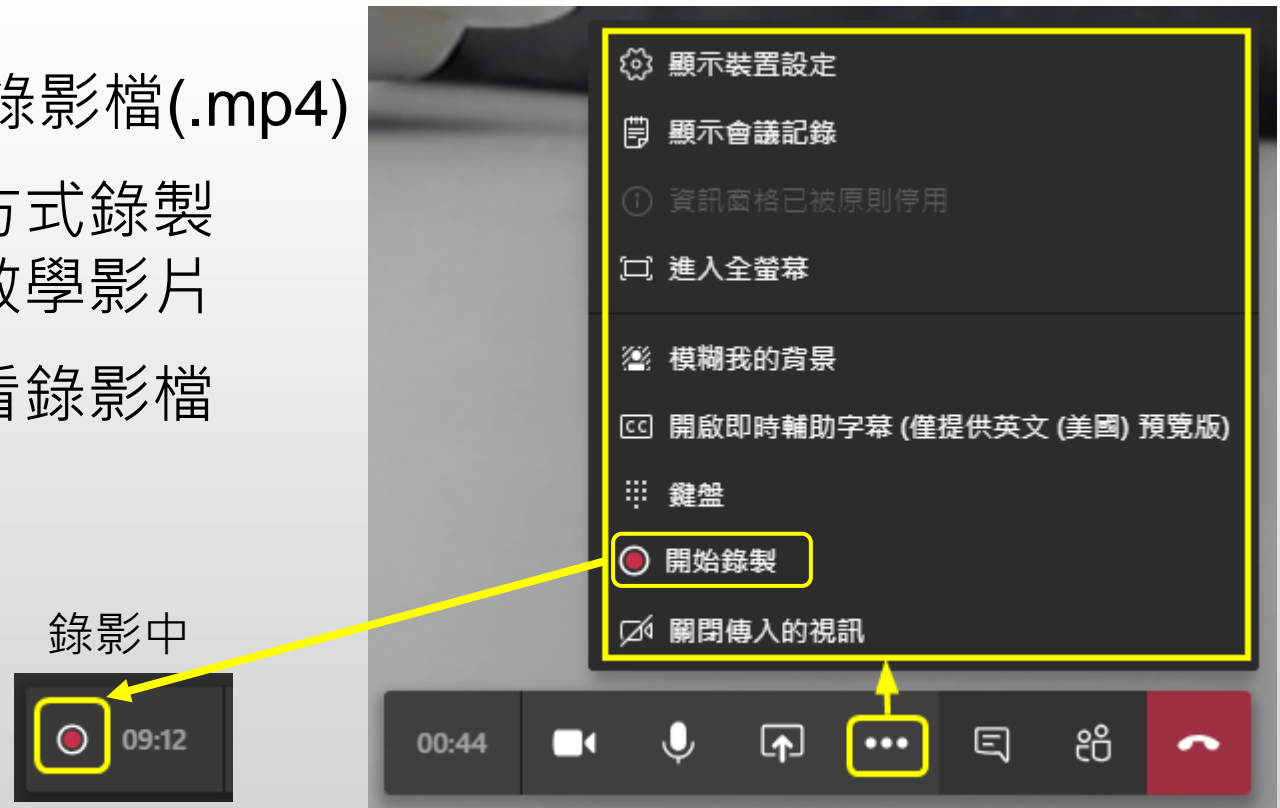 錄影檔(.mp4)
方式錄製
教學影片
看錄影檔
錄影中
09:12
顯示裝置設定
顯示會議記錄
資訊窗格已被原則停用
進入全螢幕
模糊我的背景
CC 開啟即時輔助字幕 (僅提供英文 (美國) 預覽版)
鍵盤
開始錄製
關閉傳入的視訊
00:44